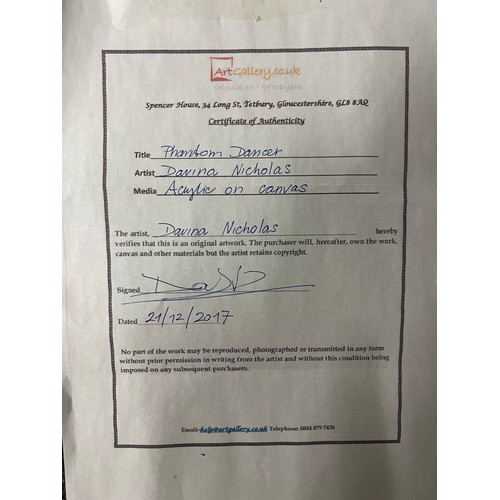 ArtGallery.co.uk
Spencer House, 34 Long St, Tetbury, Gloucestershire, GL8 8AQ
Certificate of Authenticity
Title Phantom Dancer
Artist Davina Nicholas
Media Acrylic on canvas
The artist, Davina Nicholas hereby
verifies that this is an original artwork. The purchaser will, hereafter, own the work,
canvas and other materials but the artist retains copyright.
Signed
Dated 21/12/2017
No part of the work may be reproduced, photographed or transmitted in any form
without prior permission in writing from the artist and without this condition being
imposed on any subsequent purchasers.
Email: help@artgallery.co.uk Telephone: 0844 879 7436